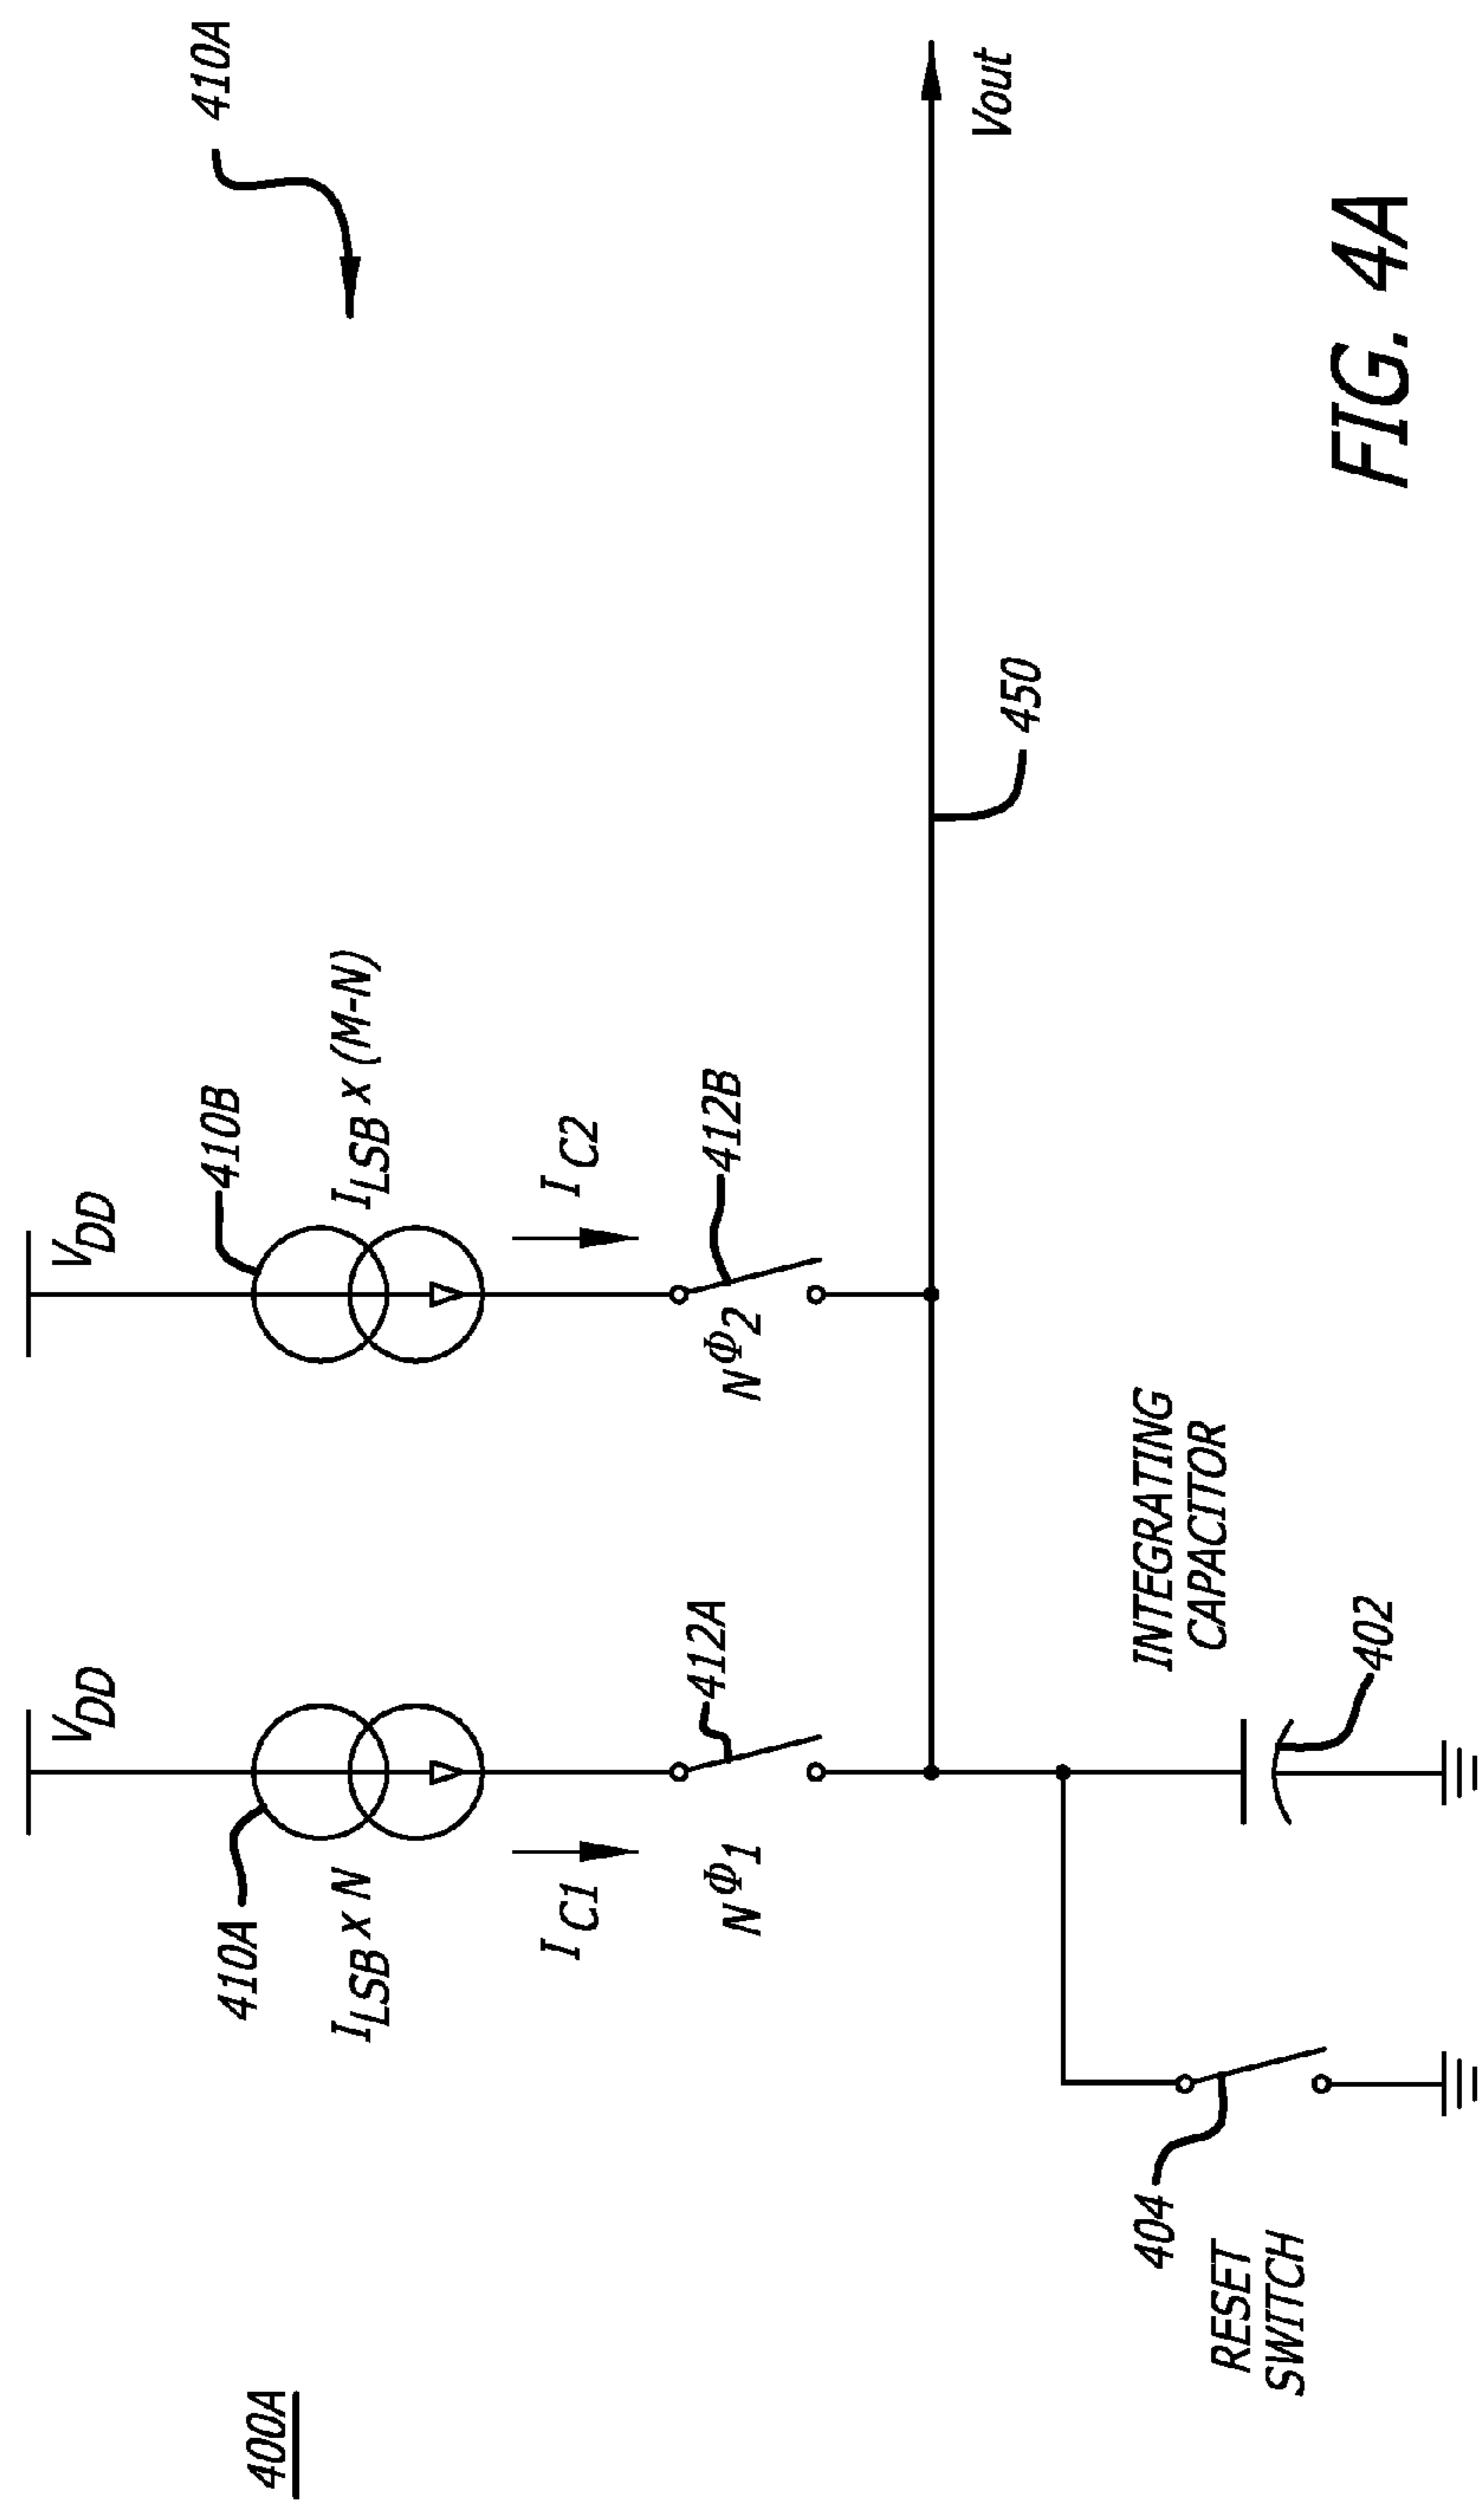 400A
410A
V_DD
V_DD
410A
410B
I_LSB x N
I_LSB x (M-N)
I_C1
I_C2
412A
412B
NΦ1
NΦ2
450
Vout
404
RESET
SWITCH
INTEGRATING
CAPACITOR
402
FIG. 4A